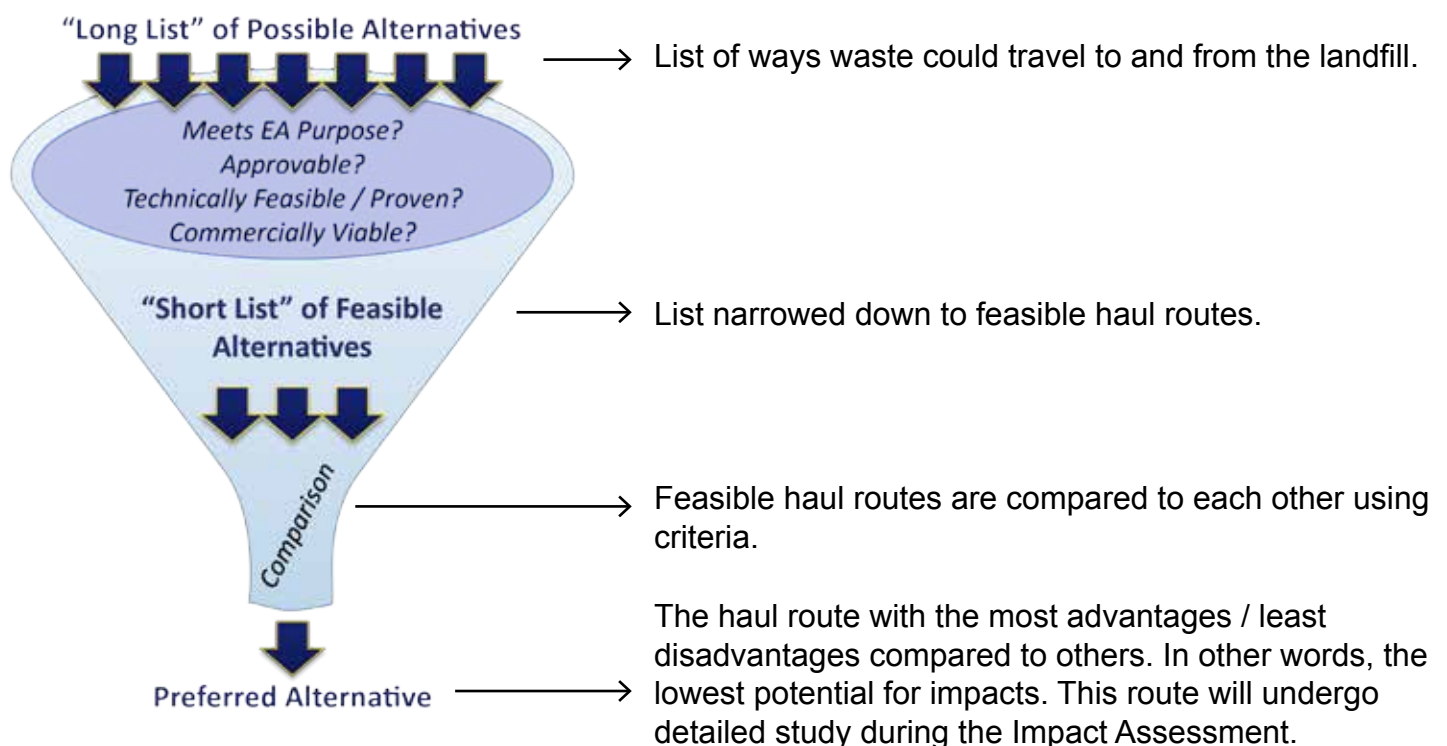 “Long List” of Possible Alternatives
List of ways waste could travel to and from the landfill.
Meets EA Purpose?
Approvable?
Technically Feasible / Proven?
Commercially Viable?
“Short List” of Feasible
Alternatives
List narrowed down to feasible haul routes.
Comparison
Feasible haul routes are compared to each other using
criteria.
Preferred Alternative
The haul route with the most advantages / least
disadvantages compared to others. In other words, the
lowest potential for impacts. This route will undergo
detailed study during the Impact Assessment.